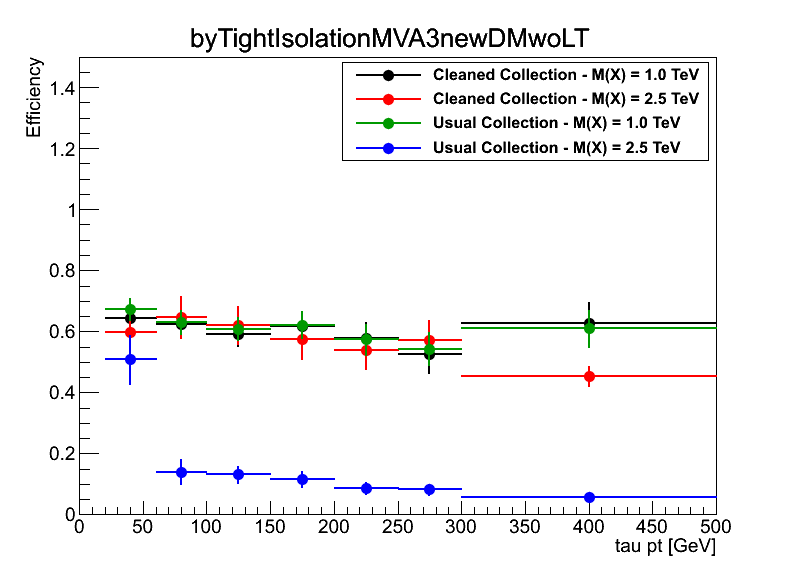 byTightIsolationMVA3newDMwoLT
Efficiency
Cleaned Collection - M(X) = 1.0 TeV
Cleaned Collection - M(X) = 2.5 TeV
Usual Collection - M(X) = 1.0 TeV
Usual Collection - M(X) = 2.5 TeV
1.4
1.2
1
0.8
0.6
0.4
0.2
0
0 50 100 150 200 250 300 350 400 450 500
tau pt [GeV]